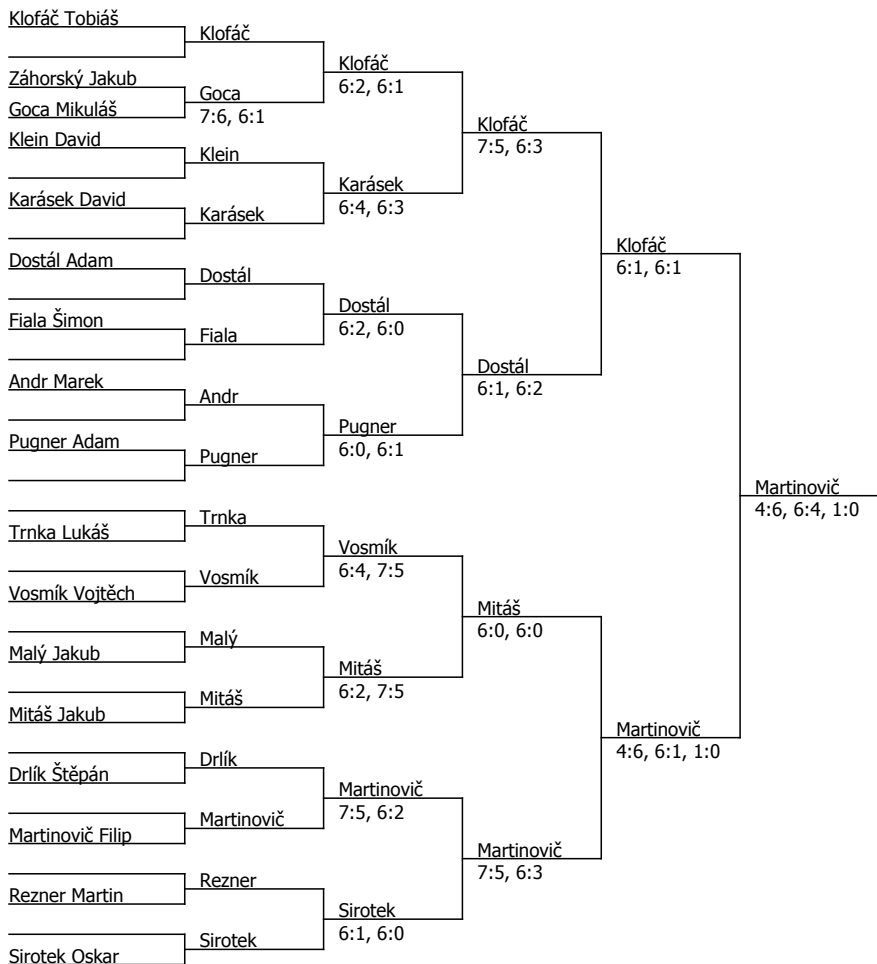 Klofáč Tobiáš
Záhorský Jakub
Goca Mikuláš
Klein David
Karásek David
Dostál Adam
Fiala Šimon
Andr Marek
Pugner Adam
Trnka Lukáš
Vosmík Vojtěch
Malý Jakub
Mitáš Jakub
Drlík Štěpán
Martinovič Filip
Rezner Martin
Sirotek Oskar
Klofáč
Goca
7:6, 6:1
Klein
Karásek
Dostál
Fiala
Andr
Pugner
Trnka
Vosmík
Malý
Mitáš
Drlík
Martinovič
Rezner
Sirotek
Klofáč
6:2, 6:1
Karásek
6:4, 6:3
Dostál
6:2, 6:0
Pugner
6:0, 6:1
Vosmík
6:4, 7:5
Mitáš
6:2, 7:5
Martinovič
7:5, 6:2
Sirotek
6:1, 6:0
Klofáč
7:5, 6:3
Dostál
6:1, 6:2
Mitáš
6:0, 6:0
Martinovič
7:5, 6:3
Klofáč
6:1, 6:1
Martinovič
4:6, 6:1, 1:0
Martinovič
4:6, 6:4, 1:0